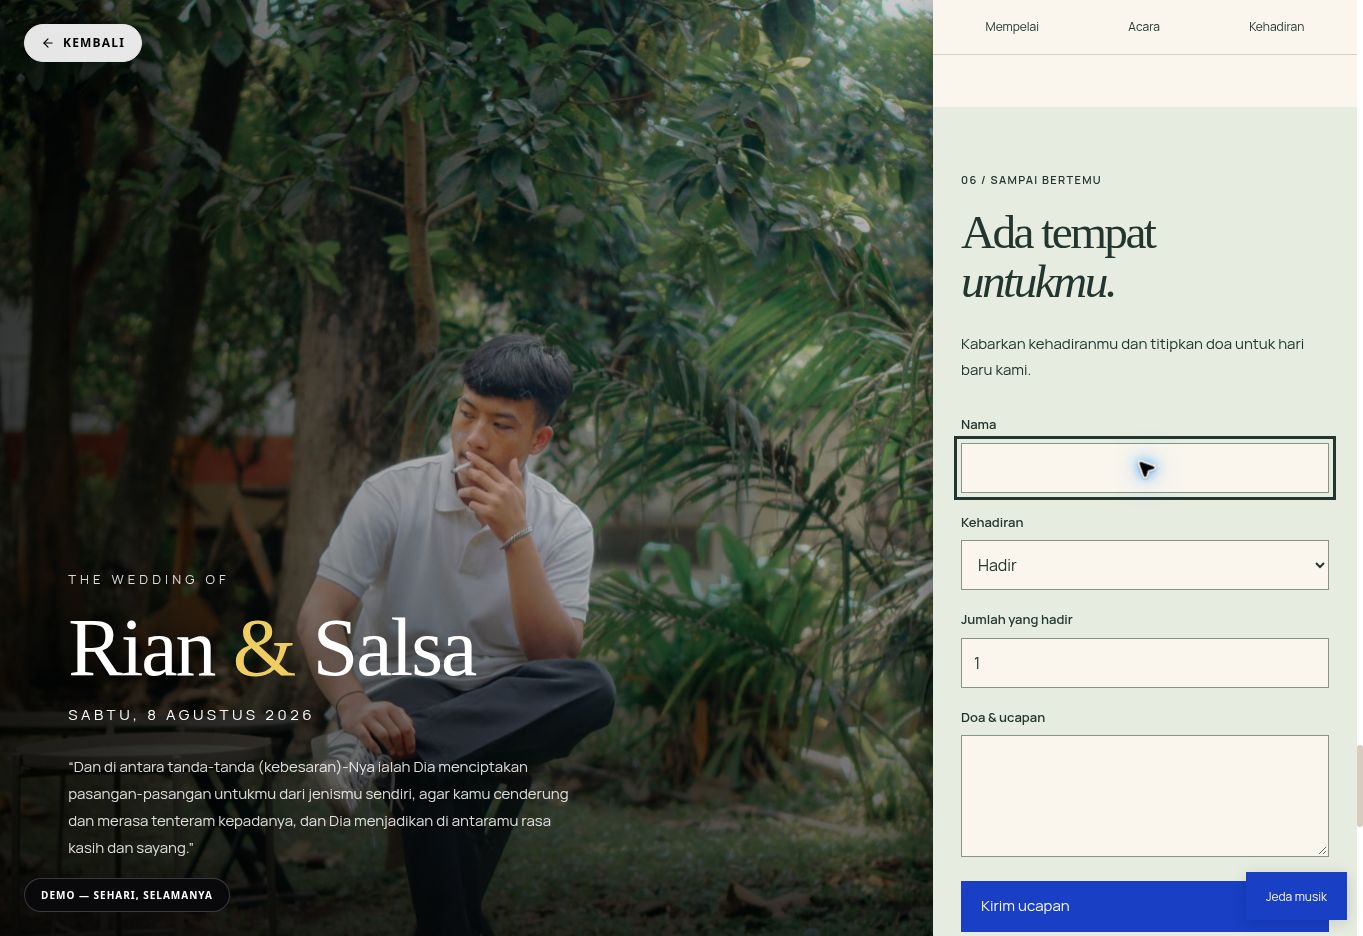 KEMBALI
THE WEDDING OF
Rian & Salsa
SABTU, 8 AGUSTUS 2026
“Dan di antara tanda-tanda (kebesaran)-Nya ialah Dia menciptakan
pasangan-pasangan untukmu dari jenismu sendiri, agar kamu cenderung
dan merasa tenteram kepadanya, dan Dia menjadikan di antaramu rasa
kasih dan sayang.”
DEMO — SEHARI, SELAMANYA
Mempelai Acara Kehadiran
06 / SAMPAI BERTEMU
Ada tempat
untukmu.
Kabarkan kehadiranmu dan titipkan doa untuk hari
baru kami.
Nama
Kehadiran
Hadir
Jumlah yang hadir
1
Doa & ucapan
Kirim ucapan
Jeda musik